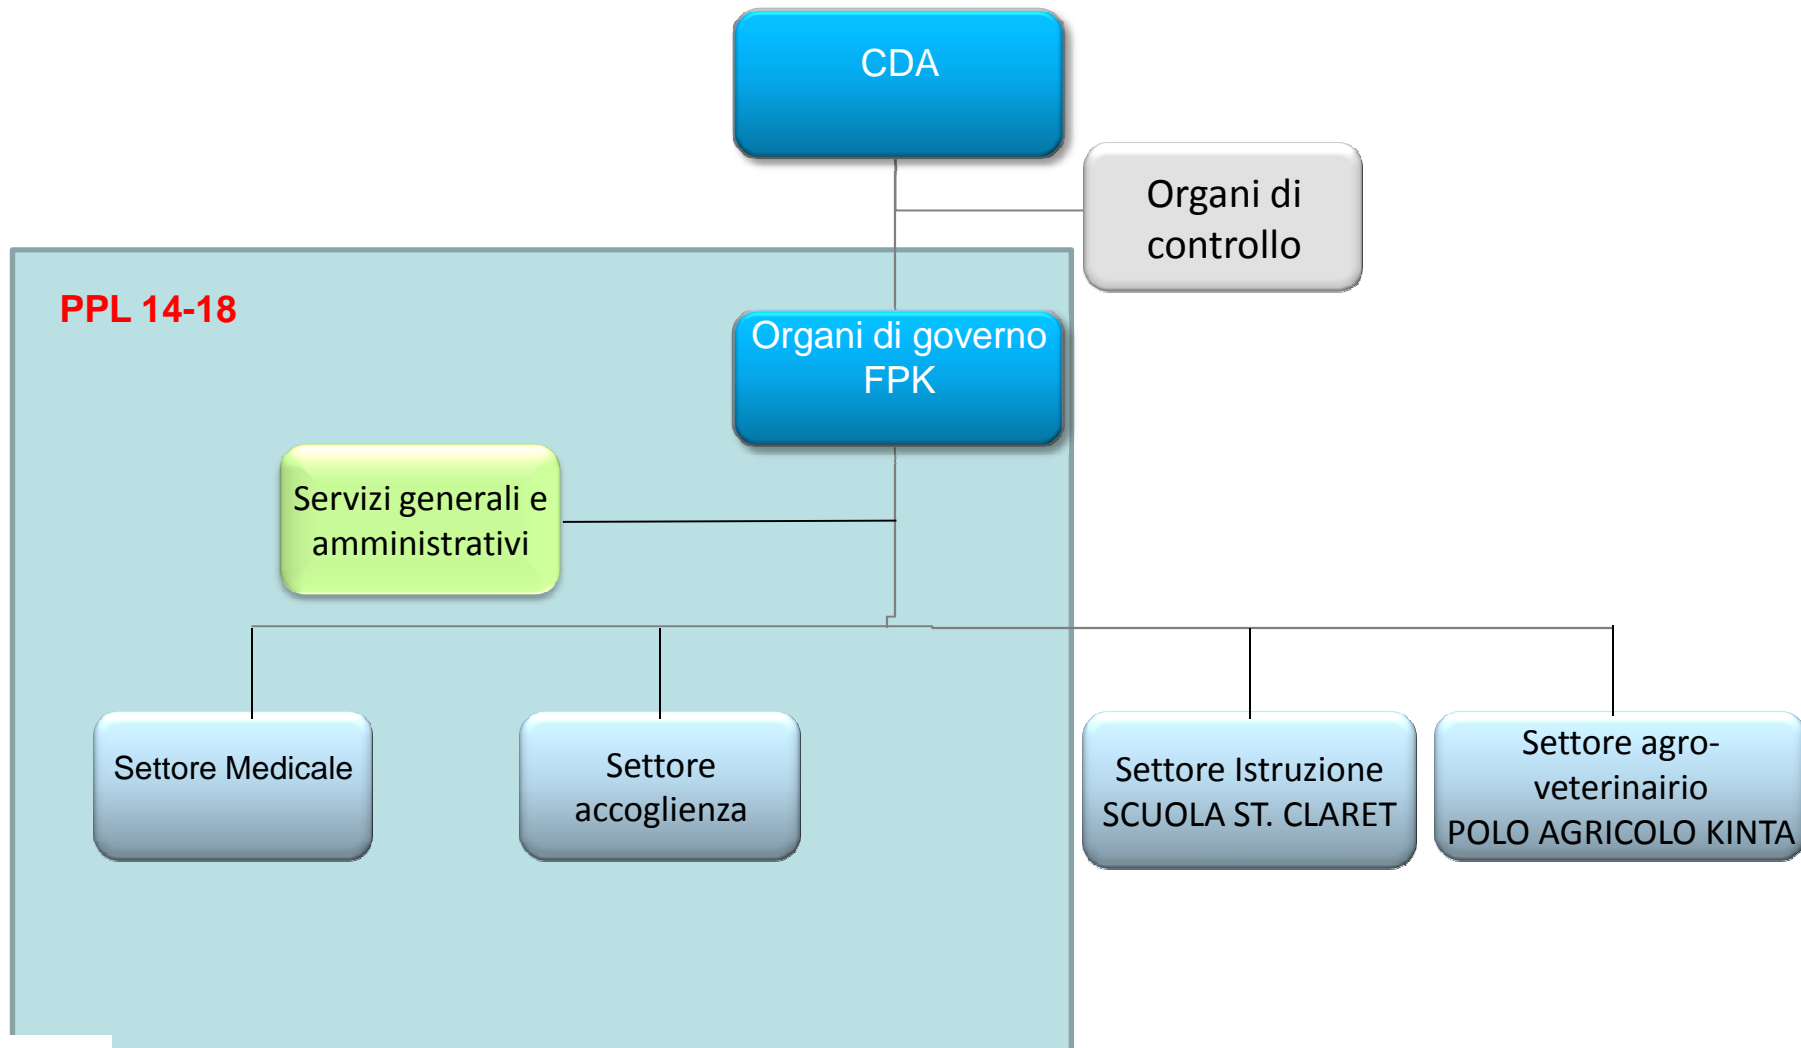 CDA
Organi di
controllo
PPL 14-18
Organi di governo
FPK
Servizi generali e
amministrativi
Settore Medicale
Settore
accoglienza
Settore Istruzione
SCUOLA ST. CLARET
Settore agro-
veterinairio
POLO AGRICOLO KINTA